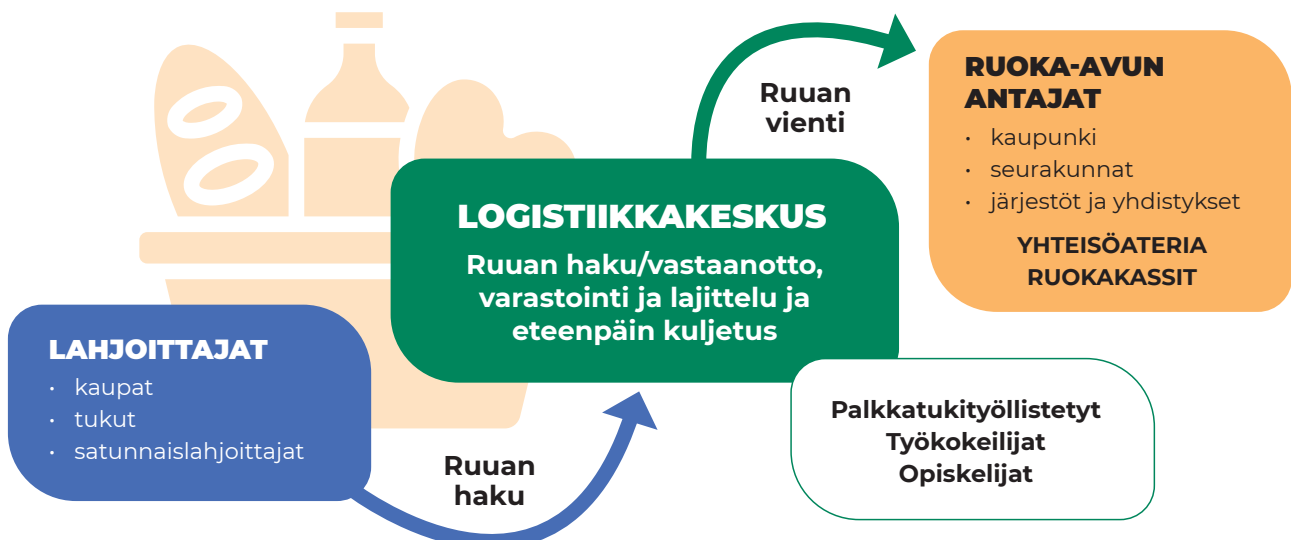 LAHJOITTAJAT
• kaupat
• tukut
• satunnaislahjoittajat
Ruuan
haku
LOGISTIIKKAKESKUS
Ruuan haku/vastaanotto,
varastointi ja lajittelu ja
eteenpäin kuljetus
Palkkatukityöllistetyt
Työkokeilijat
Opiskelijat
Ruuan
vienti
RUOKA-AVUN
ANTAJAT
• kaupunki
• seurakunnat
• järjestöt ja yhdistykset
YHTEISÖATERIA
RUOKAKASSIT